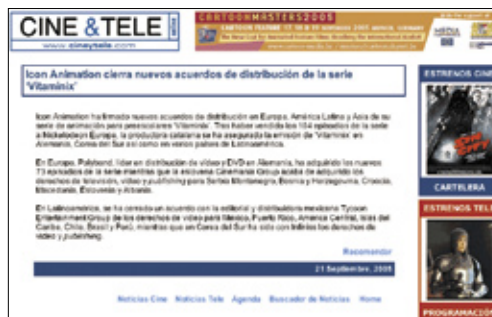 CINE & TELE
www.cineytele.com
CARTOONMASTERS2005
MEDIA
Icon Animation cierra nuevos acuerdos de distribución de la serie
'Vitaminix'
Icon Animation ha firmado nuevos acuerdos de distribución en Europa, América Latina y Asia de su
serie de animación para preescolares 'Vitaminix'. Tras haber vendido los 104 episodios de la serie
a Nickelodeon Europe, la productora catalana se ha asegurado la emisión de 'Vitaminix' en
Alemania, Corea del Sur así como en varios países de Latinoamérica.
En Europa, Polyband, líder en distribución de vídeo y DVD en Alemania, ha adquirido los nuevos
73 episodios de la serie mientras que la eslovena Cinemania Group acaba de adquirir los
derechos de televisión, vídeo y publishing para Serbia Montenegro, Bosnia y Herzegovina, Croacia,
Macedonia, Eslovenia y Albania.
En Latinoamérica, se ha cerrado un acuerdo con la editorial y distribuidora mexicana Tycoon
Entertainment Group de los derechos de vídeo para México, Puerto Rico, América Central, Islas del
Caribe, Chile, Brasil y Perú, mientras que en Corea del Sur ha sido con Infiniss los derechos de
vídeo y publishing.
Recomendar
21 Septiembre, 2005
Noticias Cine Noticias Tele Agenda Buscador de Noticias Home
ESTRENOS CINE
SIN CITY
CARTELERA
ESTRENOS TELE
PROGRAMACIÓN